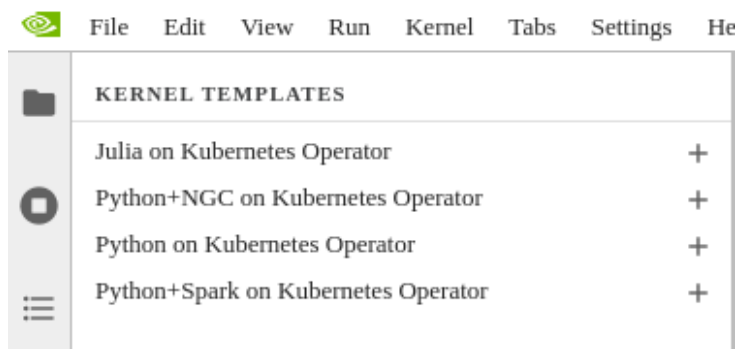 File Edit View Run Kernel Tabs Settings He
KERNEL TEMPLATES
Julia on Kubernetes Operator
Python+NGC on Kubernetes Operator
Python on Kubernetes Operator
Python+Spark on Kubernetes Operator